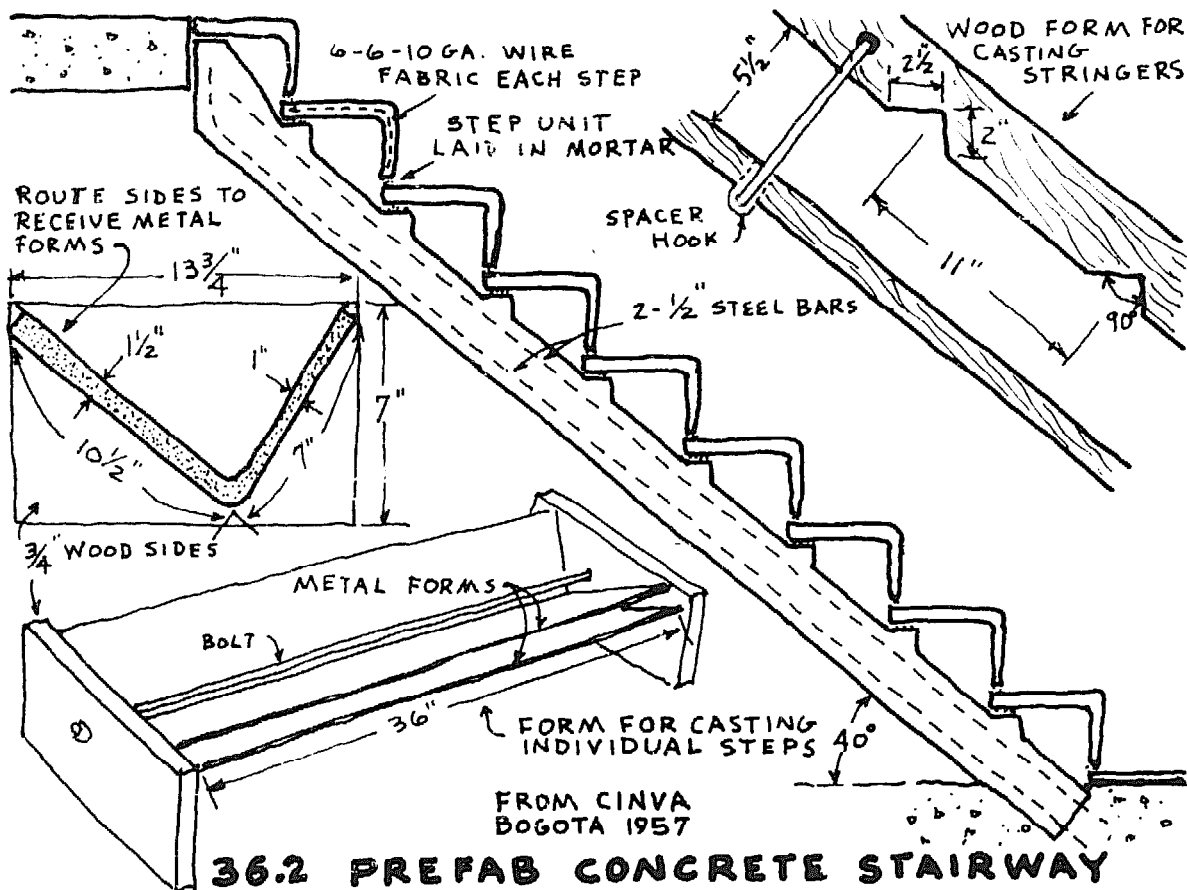 6-6-10 GA. WIRE
FABRIC EACH STEP
STEP UNIT
LAID IN MORTAR
WOOD FORM FOR
CASTING
STRINGERS
5½"
2½"
2"
SPACER
HOOK
11"
90°
ROUTE SIDES TO
RECEIVE METAL
FORMS
13¾"
1½"
1"
7"
10½"
7"
2-½" STEEL BARS
¾" WOOD SIDES
METAL FORMS
BOLT
36"
FORM FOR CASTING
INDIVIDUAL STEPS
40°
FROM CINVA
BOGOTA 1957
36.2 PREFAB CONCRETE STAIRWAY